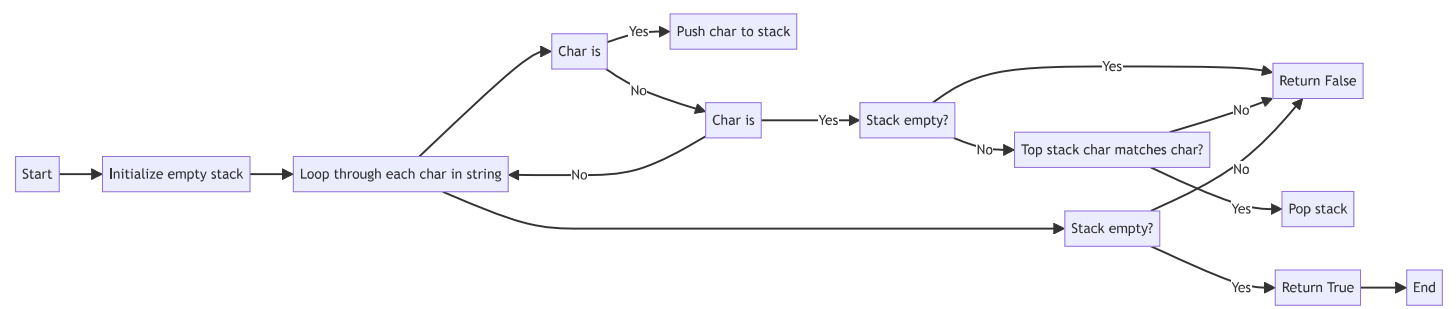 Start
Initialize empty stack
Loop through each char in string
Char is
Yes
Push char to stack
No
Char is
No
Yes
Stack empty?
Yes
No
Top stack char matches char?
No
Return False
Yes
Pop stack
Stack empty?
No
Yes
Return True
End